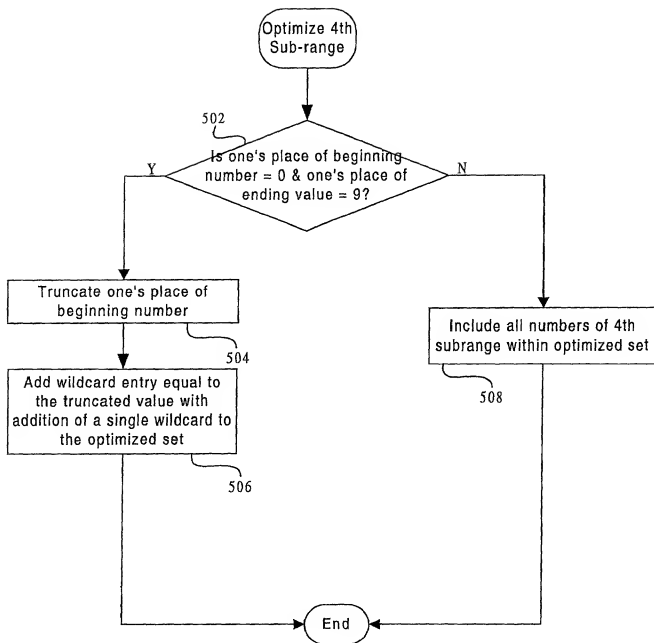 Optimize 4th
Sub-range
502
Is one's place of beginning
number = 0 & one's place of
ending value = 9?
Y
N
Truncate one's place of
beginning number
504
Include all numbers of 4th
subrange within optimized set
508
Add wildcard entry equal to
the truncated value with
addition of a single wildcard to
the optimized set
506
End